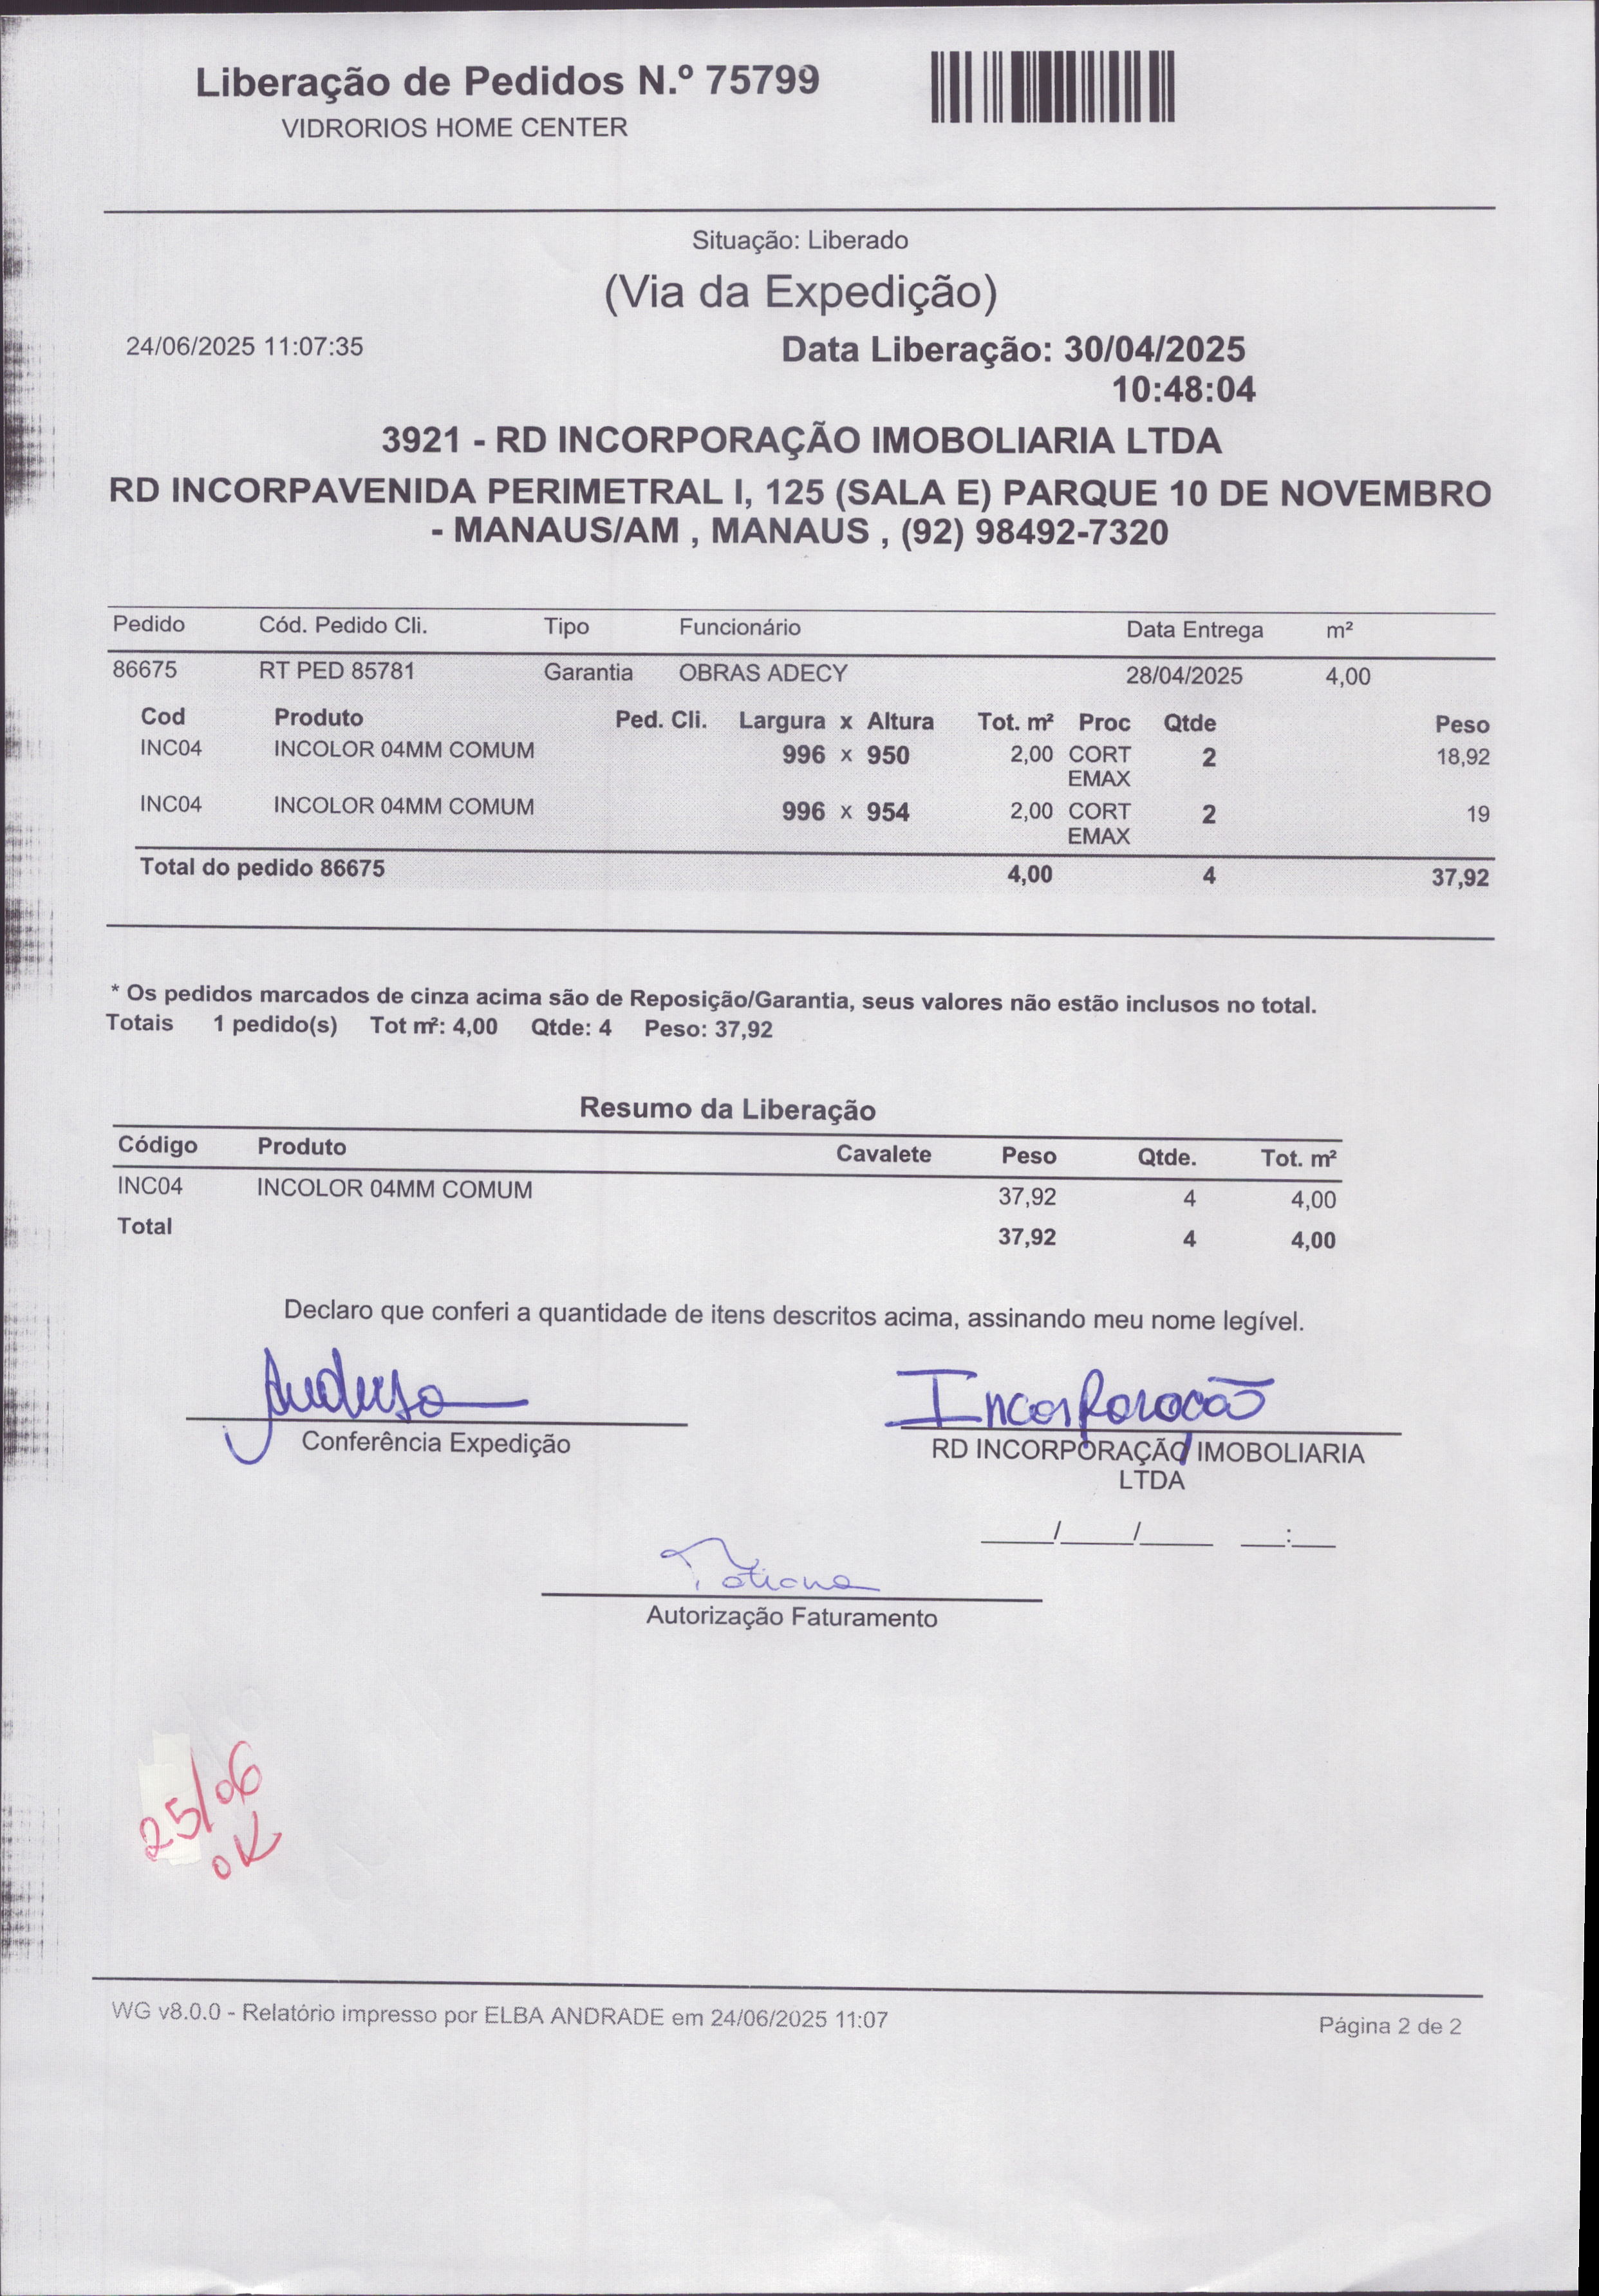 Liberação de Pedidos N.º 75799
VIDRORIOS HOME CENTER
Situação: Liberado
(Via da Expedição)
24/06/2025 11:07:35
Data Liberação: 30/04/2025
10:48:04
3921 - RD INCORPORAÇÃO IMOBOLIARIA LTDA
RD INCORPAVENIDA PERIMETRAL I, 125 (SALA E) PARQUE 10 DE NOVEMBRO
- MANAUS/AM , MANAUS , (92) 98492-7320
Pedido Cód. Pedido Cli. Tipo Funcionário Data Entrega m²
86675 RT PED 85781 Garantia OBRAS ADECY 28/04/2025 4,00
Cod Produto Ped. Cli. Largura x Altura Tot. m² Proc Qtde Peso
INC04 INCOLOR 04MM COMUM 996 x 950 2,00 CORT 2 18,92
EMAX
INC04 INCOLOR 04MM COMUM 996 x 954 2,00 CORT 2 19
EMAX
Total do pedido 86675 4,00 4 37,92
* Os pedidos marcados de cinza acima são de Reposição/Garantia, seus valores não estão inclusos no total.
Totais 1 pedido(s) Tot m²: 4,00 Qtde: 4 Peso: 37,92
Resumo da Liberação
Código Produto Cavalete Peso Qtde. Tot. m²
INC04 INCOLOR 04MM COMUM 37,92 4 4,00
Total 37,92 4 4,00
Declaro que conferi a quantidade de itens descritos acima, assinando meu nome legível.
Incorporação
Conferência Expedição
RD INCORPORAÇÃO IMOBOLIARIA
LTDA
____/____/____ ___:___
Tatiana
Autorização Faturamento
25/06
OK
WG v8.0.0 - Relatório impresso por ELBA ANDRADE em 24/06/2025 11:07
Página 2 de 2